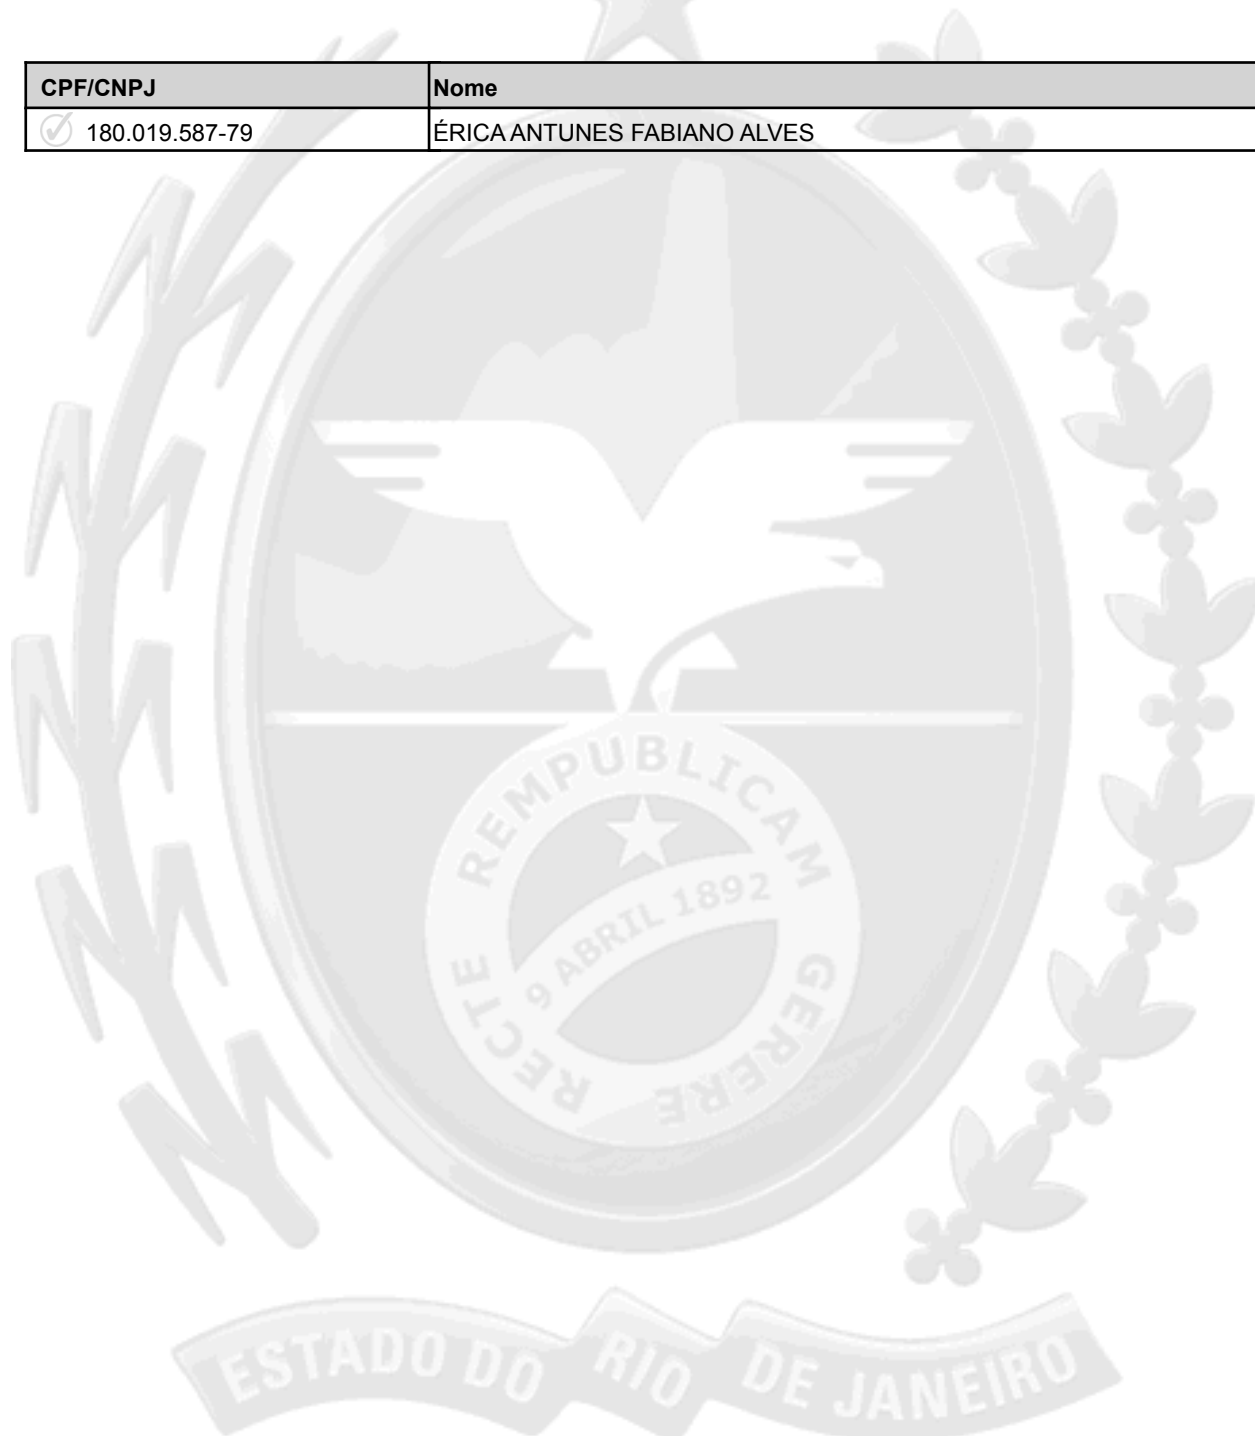 CPF/CNPJ Nome
180.019.587-79 ÉRICA ANTUNES FABIANO ALVES
REMPUBLICAM
9 ABRIL 1892
RECTE GERERE
ESTADO DO RIO DE JANEIRO